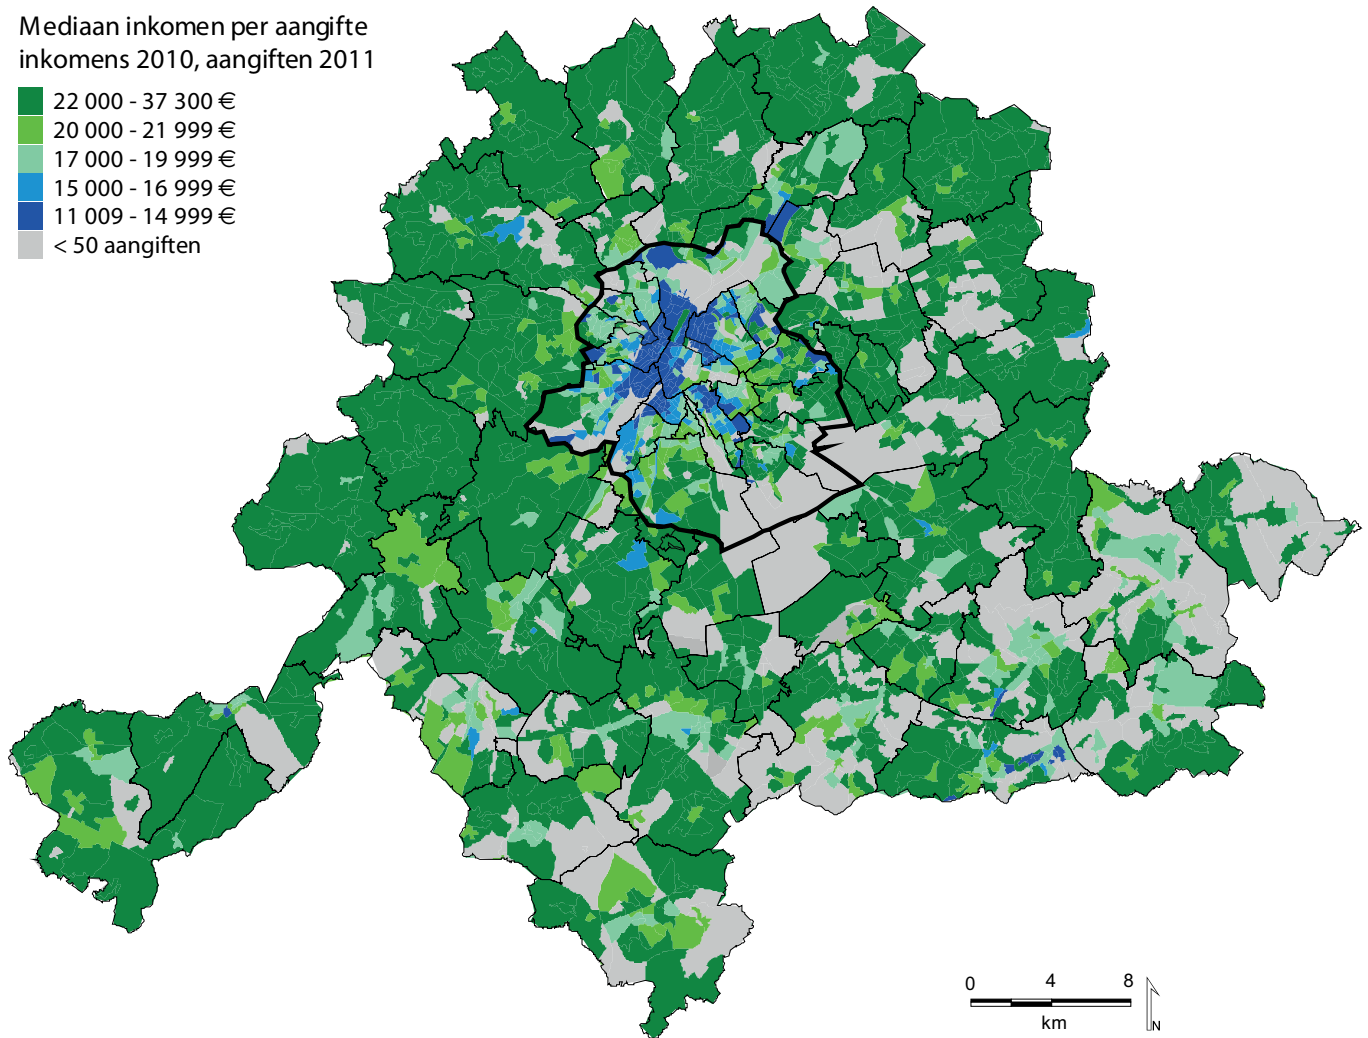 Mediaan inkomen per aangifte
inkomens 2010, aangiften 2011
22 000 - 37 300 €
20 000 - 21 999 €
17 000 - 19 999 €
15 000 - 16 999 €
11 009 - 14 999 €
< 50 aangiften
0 4 8
km
N